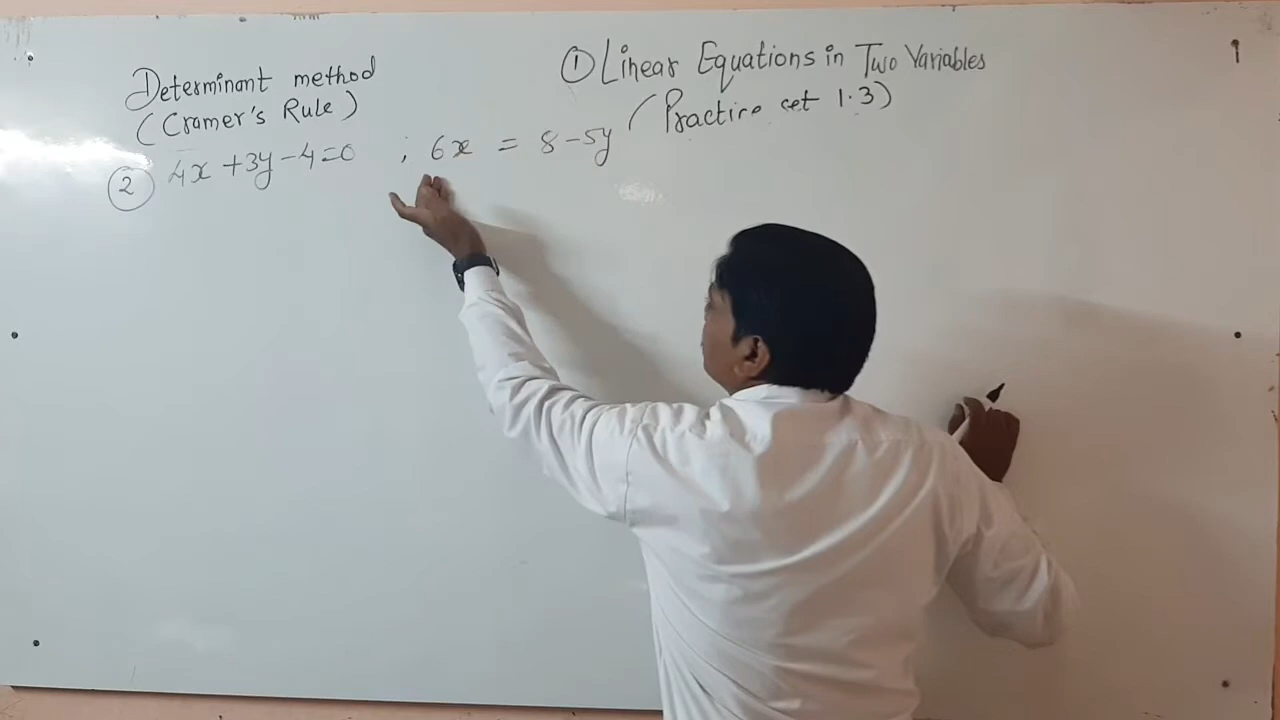 Determinant method
(Cramer's Rule)
① Linear Equations in Two Variables
(Practice set 1.3)
② 4x + 3y - 4 = 0 ; 6x = 8 - 5y